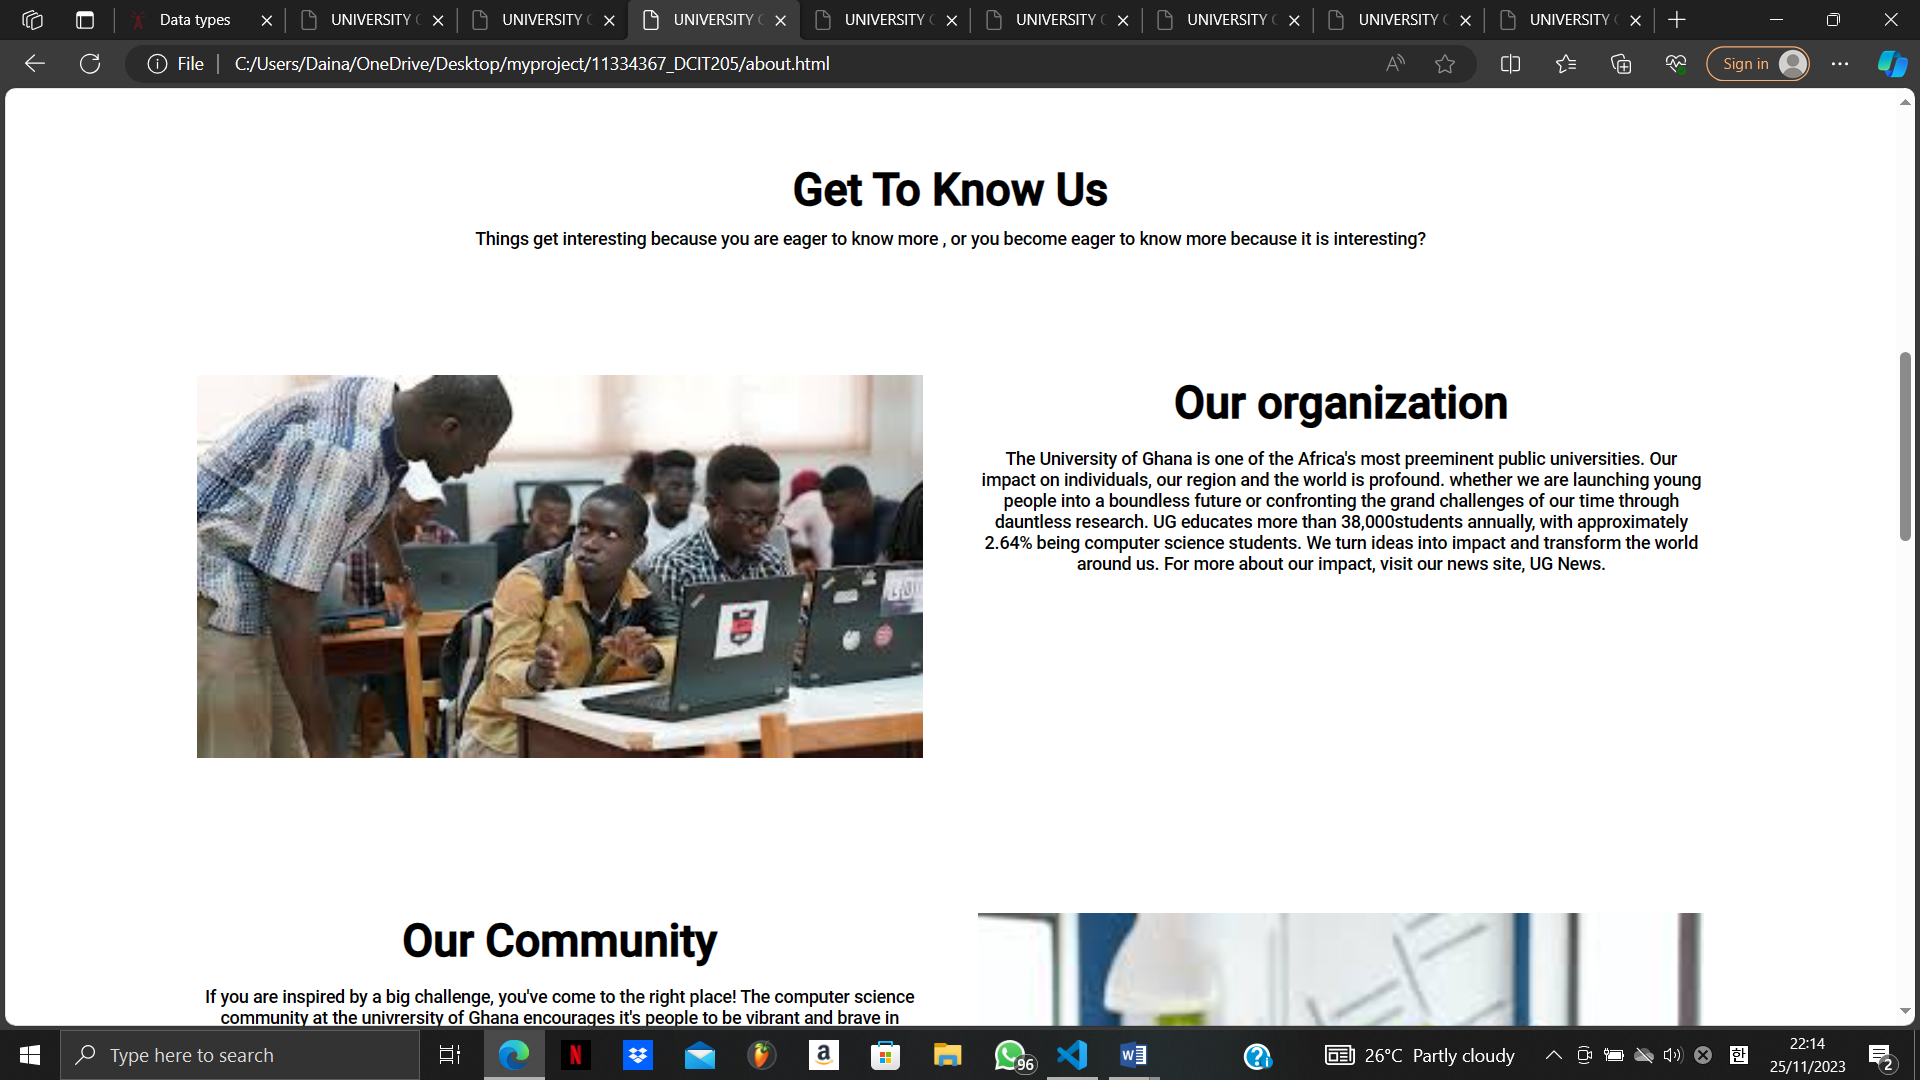 Data types
UNIVERSITY
UNIVERSITY
UNIVERSITY
UNIVERSITY
UNIVERSITY
UNIVERSITY
UNIVERSITY
UNIVERSITY
File
C:/Users/Daina/OneDrive/Desktop/myproject/11334367_DCIT205/about.html
Sign in
Get To Know Us
Things get interesting because you are eager to know more , or you become eager to know more because it is interesting?
Our organization
The University of Ghana is one of the Africa's most preeminent public universities. Our
impact on individuals, our region and the world is profound. whether we are launching young
people into a boundless future or confronting the grand challenges of our time through
dauntless research. UG educates more than 38,000students annually, with approximately
2.64% being computer science students. We turn ideas into impact and transform the world
around us. For more about our impact, visit our news site, UG News.
Our Community
If you are inspired by a big challenge, you've come to the right place! The computer science
community at the univrersity of Ghana encourages it's people to be vibrant and brave in
Type here to search
96
26°C Partly cloudy
한
22:14
25/11/2023
2